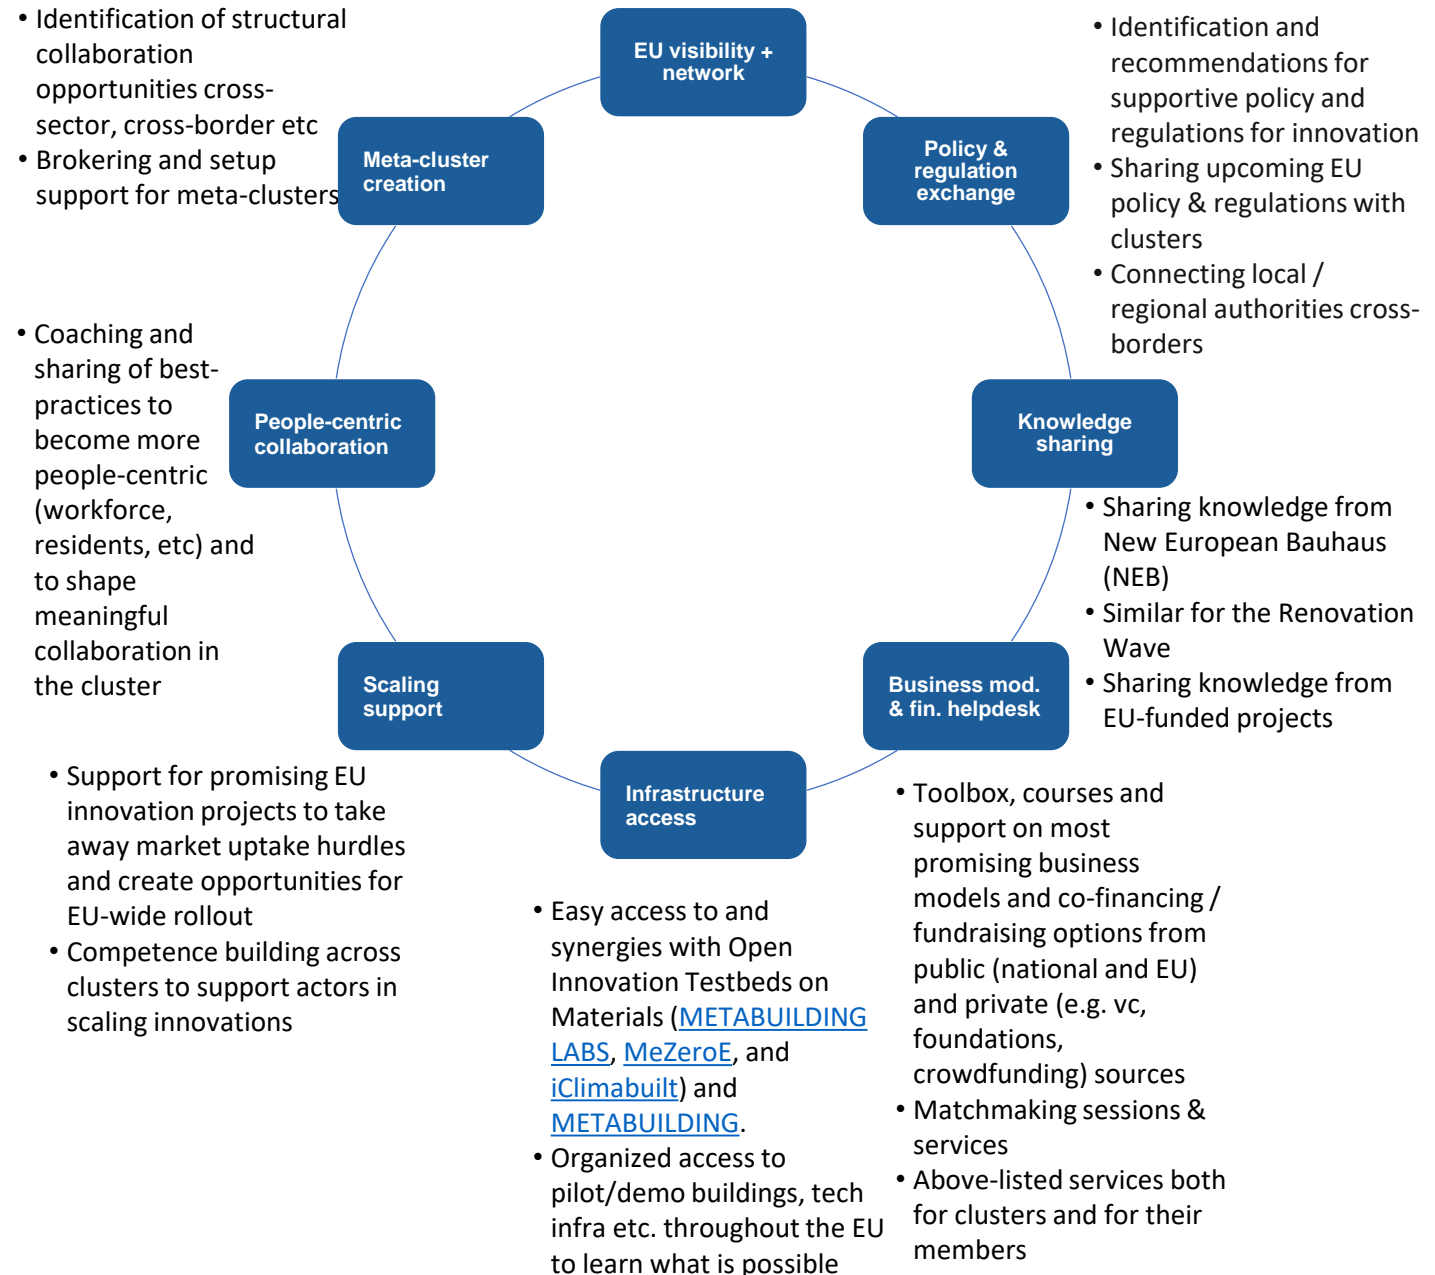 • Identification of structural
collaboration
opportunities cross-
sector, cross-border etc
• Brokering and setup
support for meta-clusters
EU visibility +
network
• Identification and
recommendations for
supportive policy and
regulations for innovation
• Sharing upcoming EU
policy & regulations with
clusters
• Connecting local /
regional authorities cross-
borders
Meta-cluster
creation
Policy &
regulation
exchange
• Coaching and
sharing of best-
practices to
become more
people-centric
(workforce,
residents, etc) and
to shape
meaningful
collaboration in
the cluster
People-centric
collaboration
Knowledge
sharing
• Sharing knowledge from
New European Bauhaus
(NEB)
• Similar for the Renovation
Wave
• Sharing knowledge from
EU-funded projects
Scaling
support
Business mod.
& fin. helpdesk
• Support for promising EU
innovation projects to take
away market uptake hurdles
and create opportunities for
EU-wide rollout
• Competence building across
clusters to support actors in
scaling innovations
Infrastructure
access
• Easy access to and
synergies with Open
Innovation Testbeds on
Materials (METABUILDING
LABS, MeZeroE, and
iClimabuilt) and
METABUILDING.
• Organized access to
pilot/demo buildings, tech
infra etc. throughout the EU
to learn what is possible
• Toolbox, courses and
support on most
promising business
models and co-financing /
fundraising options from
public (national and EU)
and private (e.g. vc,
foundations,
crowdfunding) sources
• Matchmaking sessions &
services
• Above-listed services both
for clusters and for their
members